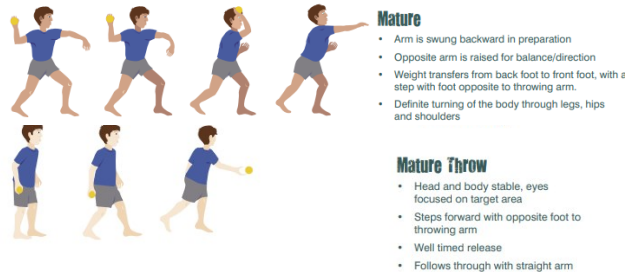 Mature
• Arm is swung backward in preparation
• Opposite arm is raised for balance/direction
• Weight transfers from back foot to front foot, with a
step with foot opposite to throwing arm.
• Definite turning of the body through legs, hips
and shoulders
Mature Throw
• Head and body stable, eyes
focused on target area
• Steps forward with opposite foot to
throwing arm
• Well timed release
• Follows through with straight arm